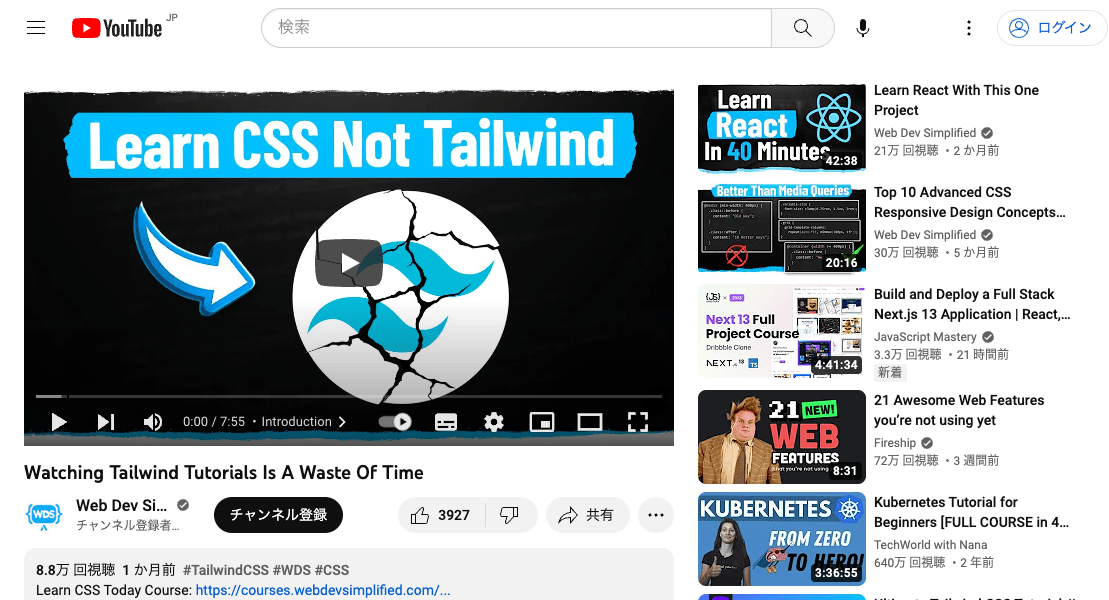 YouTube JP
検索
ログイン
Learn CSS Not Tailwind
0:00 / 7:55 • Introduction
Watching Tailwind Tutorials Is A Waste Of Time
WDS
Web Dev Si...
チャンネル登録者...
チャンネル登録
3927
共有
8.8万 回視聴 1 か月前 #TailwindCSS #WDS #CSS
Learn CSS Today Course: https://courses.webdevsimplified.com/...
Learn
React
In 40 Minutes
42:38
Learn React With This One
Project
Web Dev Simplified
21万 回視聴 ・2 か月前
Better Than Media Queries
20:16
Top 10 Advanced CSS
Responsive Design Concepts...
Web Dev Simplified
30万 回視聴 ・5 か月前
Next 13 Full
Project Course
Dribbble Clone
NEXT.JS 13
TS
4:41:34
Build and Deploy a Full Stack
Next.js 13 Application | React,...
JavaScript Mastery
3.3万 回視聴 ・21 時間前
新着
21 NEW!
WEB
FEATURES
that you're not using
8:31
21 Awesome Web Features
you’re not using yet
Fireship
72万 回視聴 ・3 週間前
KUBERNETES
FROM ZERO
TO HERO!
3:36:55
Kubernetes Tutorial for
Beginners [FULL COURSE in 4...
TechWorld with Nana
640万 回視聴 ・2 年前